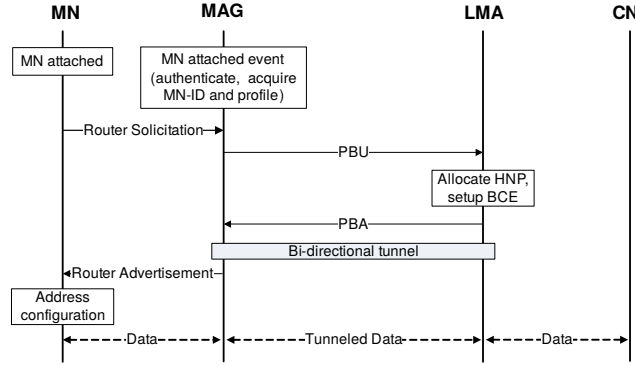 MN MAG LMA CN
MN attached
MN attached event
(authenticate, acquire
MN-ID and profile)
Router Solicitation
PBU
Allocate HNP,
setup BCE
PBA
Bi-directional tunnel
Router Advertisement
Address
configuration
Data Tunneled Data Data